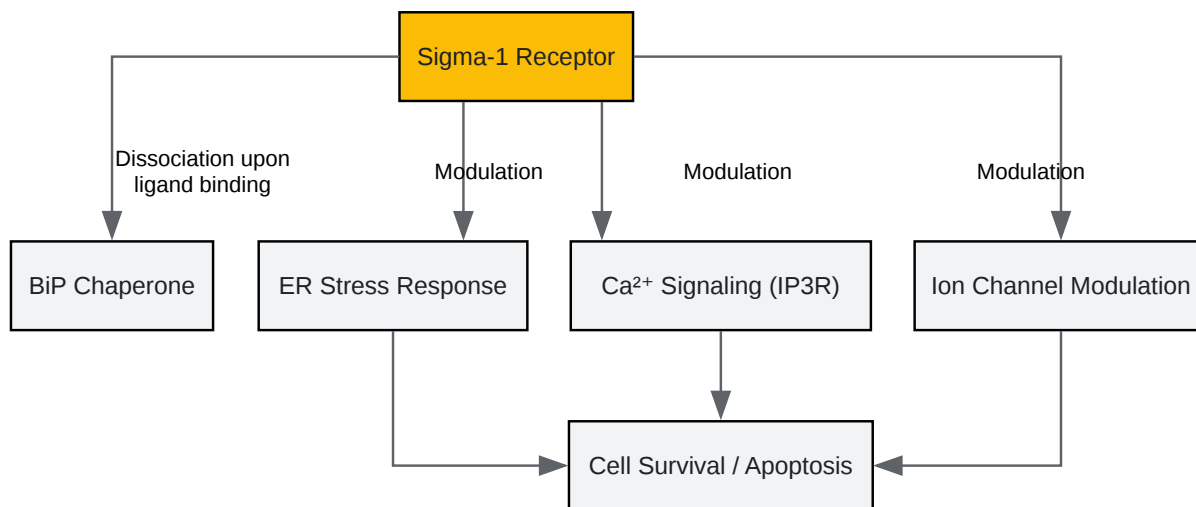 Sigma-1 Receptor
Dissociation upon
ligand binding
Modulation
Modulation
Modulation
BiP Chaperone
ER Stress Response
Ca²⁺ Signaling (IP3R)
Ion Channel Modulation
Cell Survival / Apoptosis